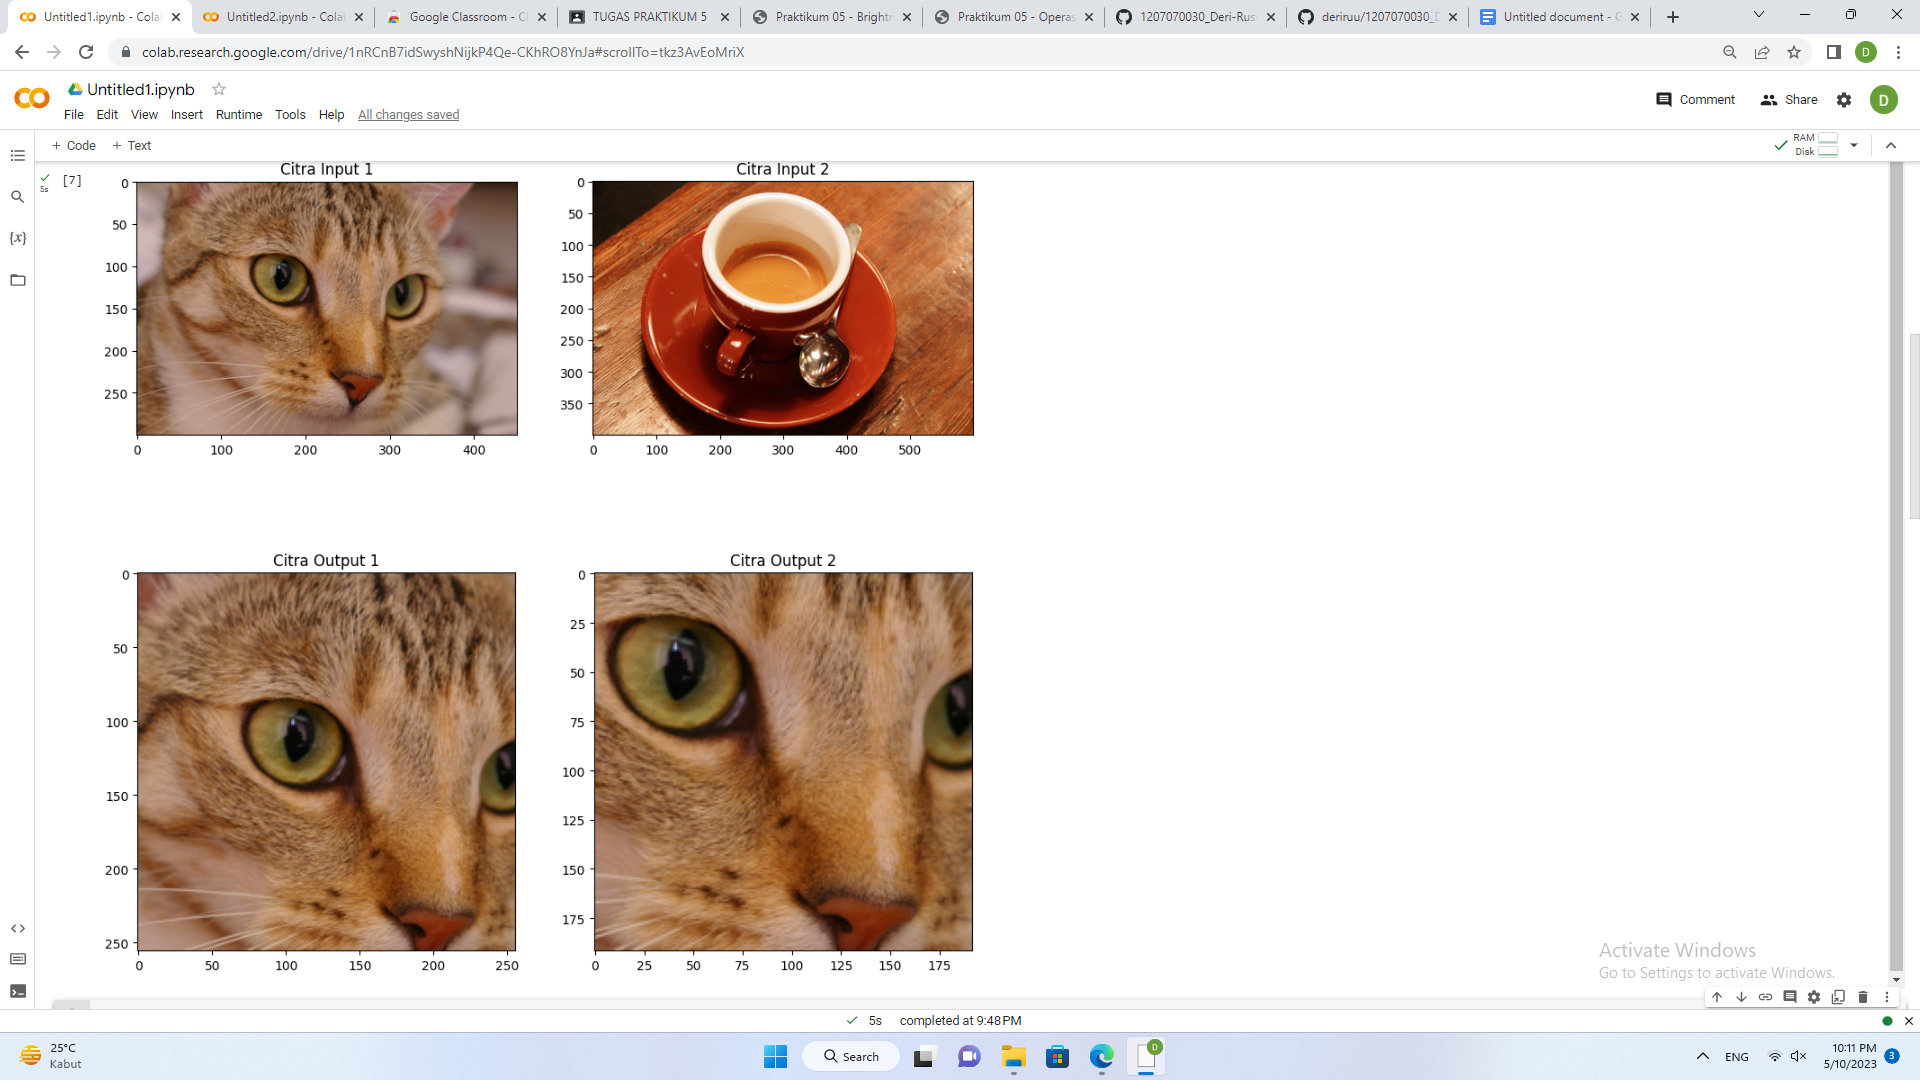 Untitled1.ipynb - Cola
Untitled2.ipynb - Cola
Google Classroom - C
TUGAS PRAKTIKUM 5
Praktikum 05 - Brightn
Praktikum 05 - Operas
1207070030_Deri-Rus
deriruu/1207070030_D
Untitled document - G
colab.research.google.com/drive/1nRCnB7idSwyshNijkP4Qe-CKhRO8YnJa#scrollTo=tkz3AvEoMriX
D
Untitled1.ipynb
File Edit View Insert Runtime Tools Help All changes saved
Comment Share D
+ Code + Text
RAM
Disk
5s
[7]
Citra Input 1
0
50
100
150
200
250
0 100 200 300 400
Citra Input 2
0
50
100
150
200
250
300
350
0 100 200 300 400 500
Citra Output 1
0
50
100
150
200
250
0 50 100 150 200 250
Citra Output 2
0
25
50
75
100
125
150
175
0 25 50 75 100 125 150 175
{x}
Activate Windows
Go to Settings to activate Windows.
5s completed at 9:48 PM
25°C
Kabut
Search
D
ENG
10:11 PM
5/10/2023
3